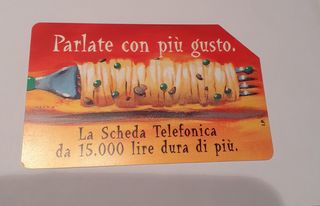 Parlate con più gusto.
La Scheda Telefonica
da 15.000 lire dura di più.